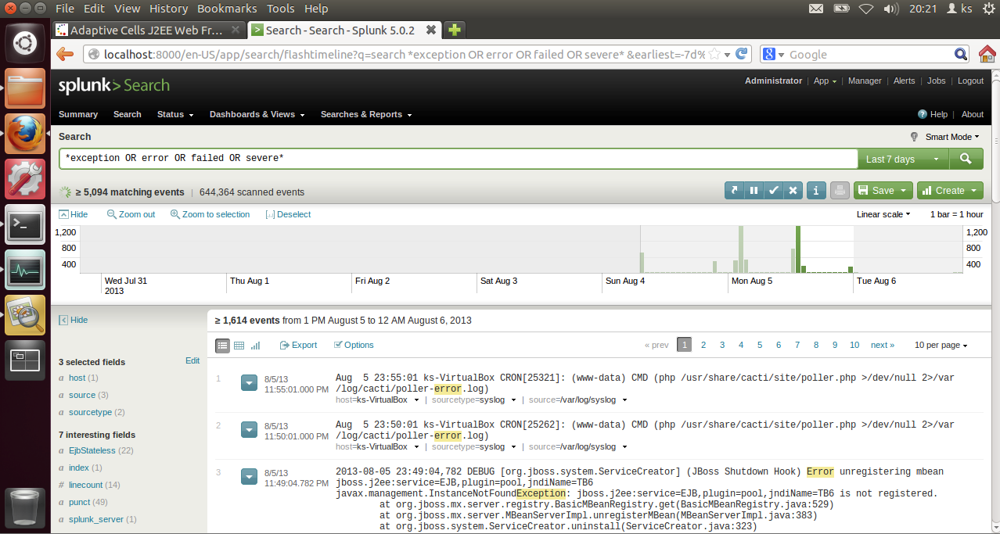 File Edit View History Bookmarks Tools Help 20:21 ks
Adaptive Cells J2EE Web Fr... Search - Search - Splunk 5.0.2
localhost:8000/en-US/app/search/flashtimeline?q=search *exception OR error OR failed OR severe* &earliest=-7d% Google
splunk> Search Administrator | App | Manager | Alerts | Jobs | Logout
Summary Search Status Dashboards & Views Searches & Reports Help | About
Search Smart Mode
*exception OR error OR failed OR severe* Last 7 days
≥ 5,094 matching events | 644,364 scanned events Save Create
Hide Zoom out Zoom to selection Deselect Linear scale 1 bar = 1 hour
1,200 1,200
800 800
400 400
Wed Jul 31 Thu Aug 1 Fri Aug 2 Sat Aug 3 Sun Aug 4 Mon Aug 5 Tue Aug 6
2013
Hide ≥ 1,614 events from 1 PM August 5 to 12 AM August 6, 2013
Export Options « prev 1 2 3 4 5 6 7 8 9 10 next » 10 per page
3 selected fields Edit
a host (1)
a source (3)
a sourcetype (2)
7 interesting fields
a EjbStateless (22)
a index (1)
# linecount (14)
a punct (49)
a splunk_server (1)
1 8/5/13 11:55:01.000 PM
Aug 5 23:55:01 ks-VirtualBox CRON[25321]: (www-data) CMD (php /usr/share/cacti/site/poller.php >/dev/null 2>/var
/log/cacti/poller-error.log)
host=ks-VirtualBox | sourcetype=syslog | source=/var/log/syslog
2 8/5/13 11:50:01.000 PM
Aug 5 23:50:01 ks-VirtualBox CRON[25262]: (www-data) CMD (php /usr/share/cacti/site/poller.php >/dev/null 2>/var
/log/cacti/poller-error.log)
host=ks-VirtualBox | sourcetype=syslog | source=/var/log/syslog
3 8/5/13 11:49:04.782 PM
2013-08-05 23:49:04,782 DEBUG [org.jboss.system.ServiceCreator] (JBoss Shutdown Hook) Error unregistering mbean
jboss.j2ee:service=EJB,plugin=pool,jndiName=TB6
javax.management.InstanceNotFoundException: jboss.j2ee:service=EJB,plugin=pool,jndiName=TB6 is not registered.
at org.jboss.mx.server.registry.BasicMBeanRegistry.get(BasicMBeanRegistry.java:529)
at org.jboss.mx.server.MBeanServerImpl.unregisterMBean(MBeanServerImpl.java:383)
at org.jboss.system.ServiceCreator.uninstall(ServiceCreator.java:323)